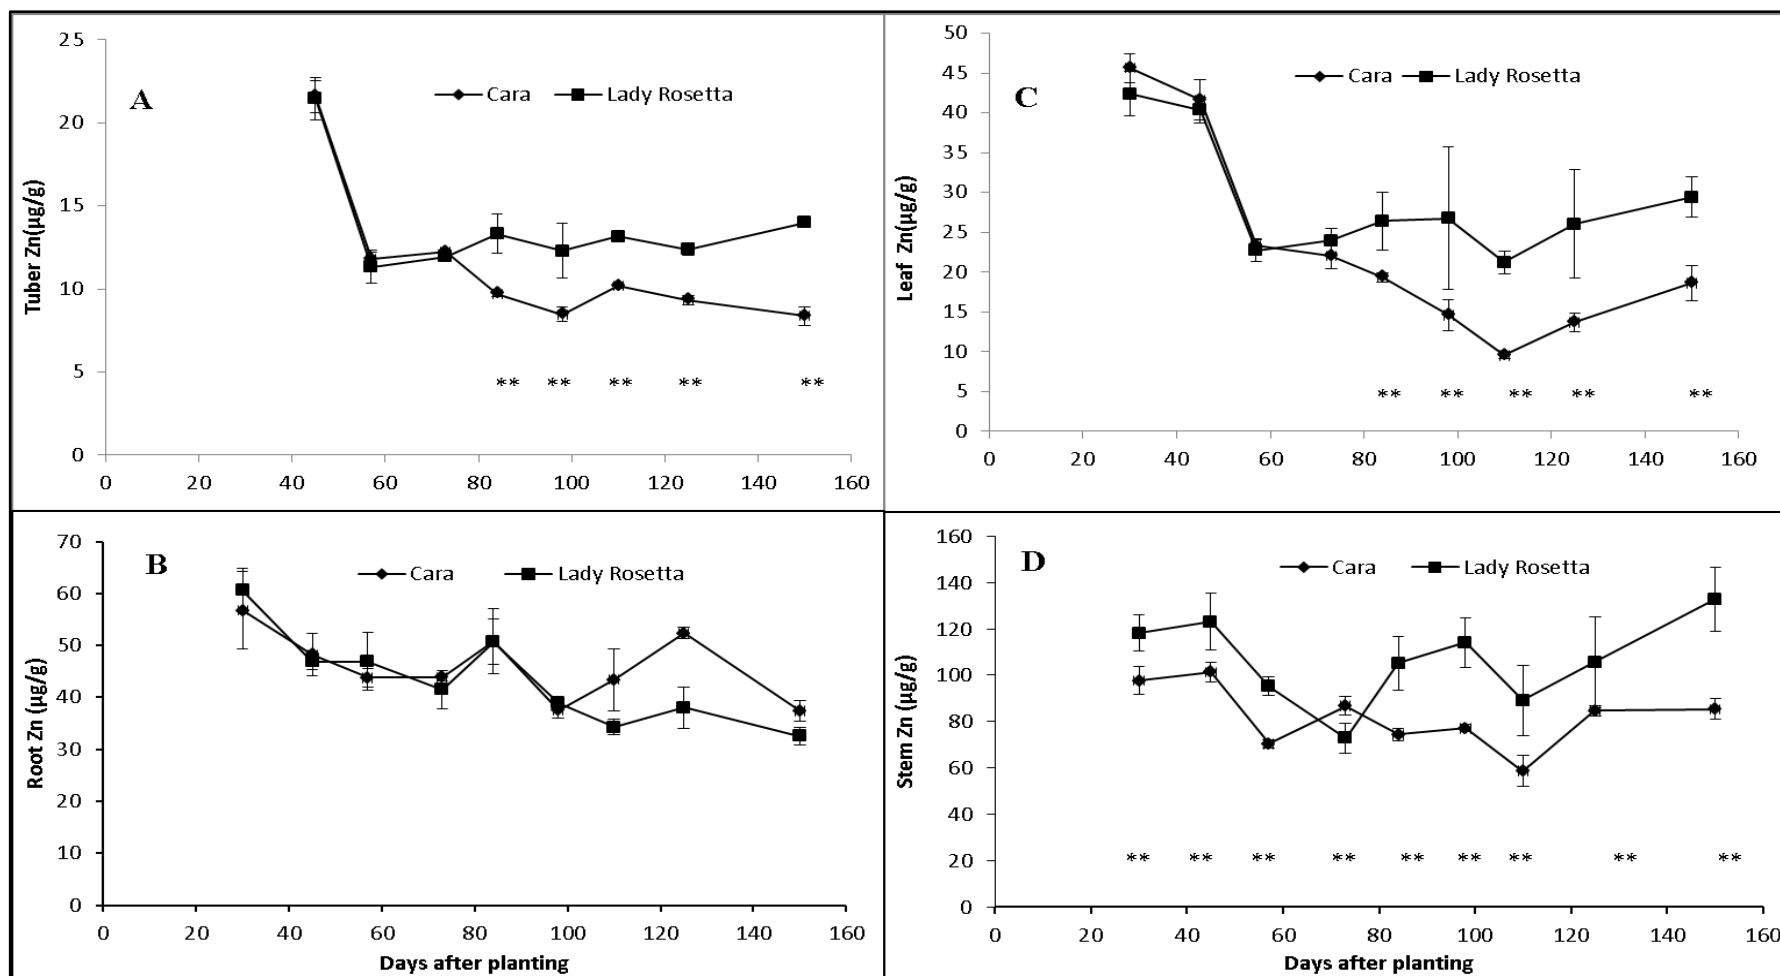 A
Cara
Lady Rosetta
25
20
15
10
5
0
Tuber Zn(µg/g)
** ** ** ** **
0 20 40 60 80 100 120 140 160
C
Cara
Lady Rosetta
50
45
40
35
30
25
20
15
10
5
0
Leaf Zn(µg/g)
** ** ** ** **
0 20 40 60 80 100 120 140 160
B
Cara
Lady Rosetta
70
60
50
40
30
20
10
0
Root Zn (µg/g)
0 20 40 60 80 100 120 140 160
Days after planting
D
Cara
Lady Rosetta
160
140
120
100
80
60
40
20
0
Stem Zn (µg/g)
** ** ** ** ** ** ** ** **
0 20 40 60 80 100 120 140 160
Days after planting